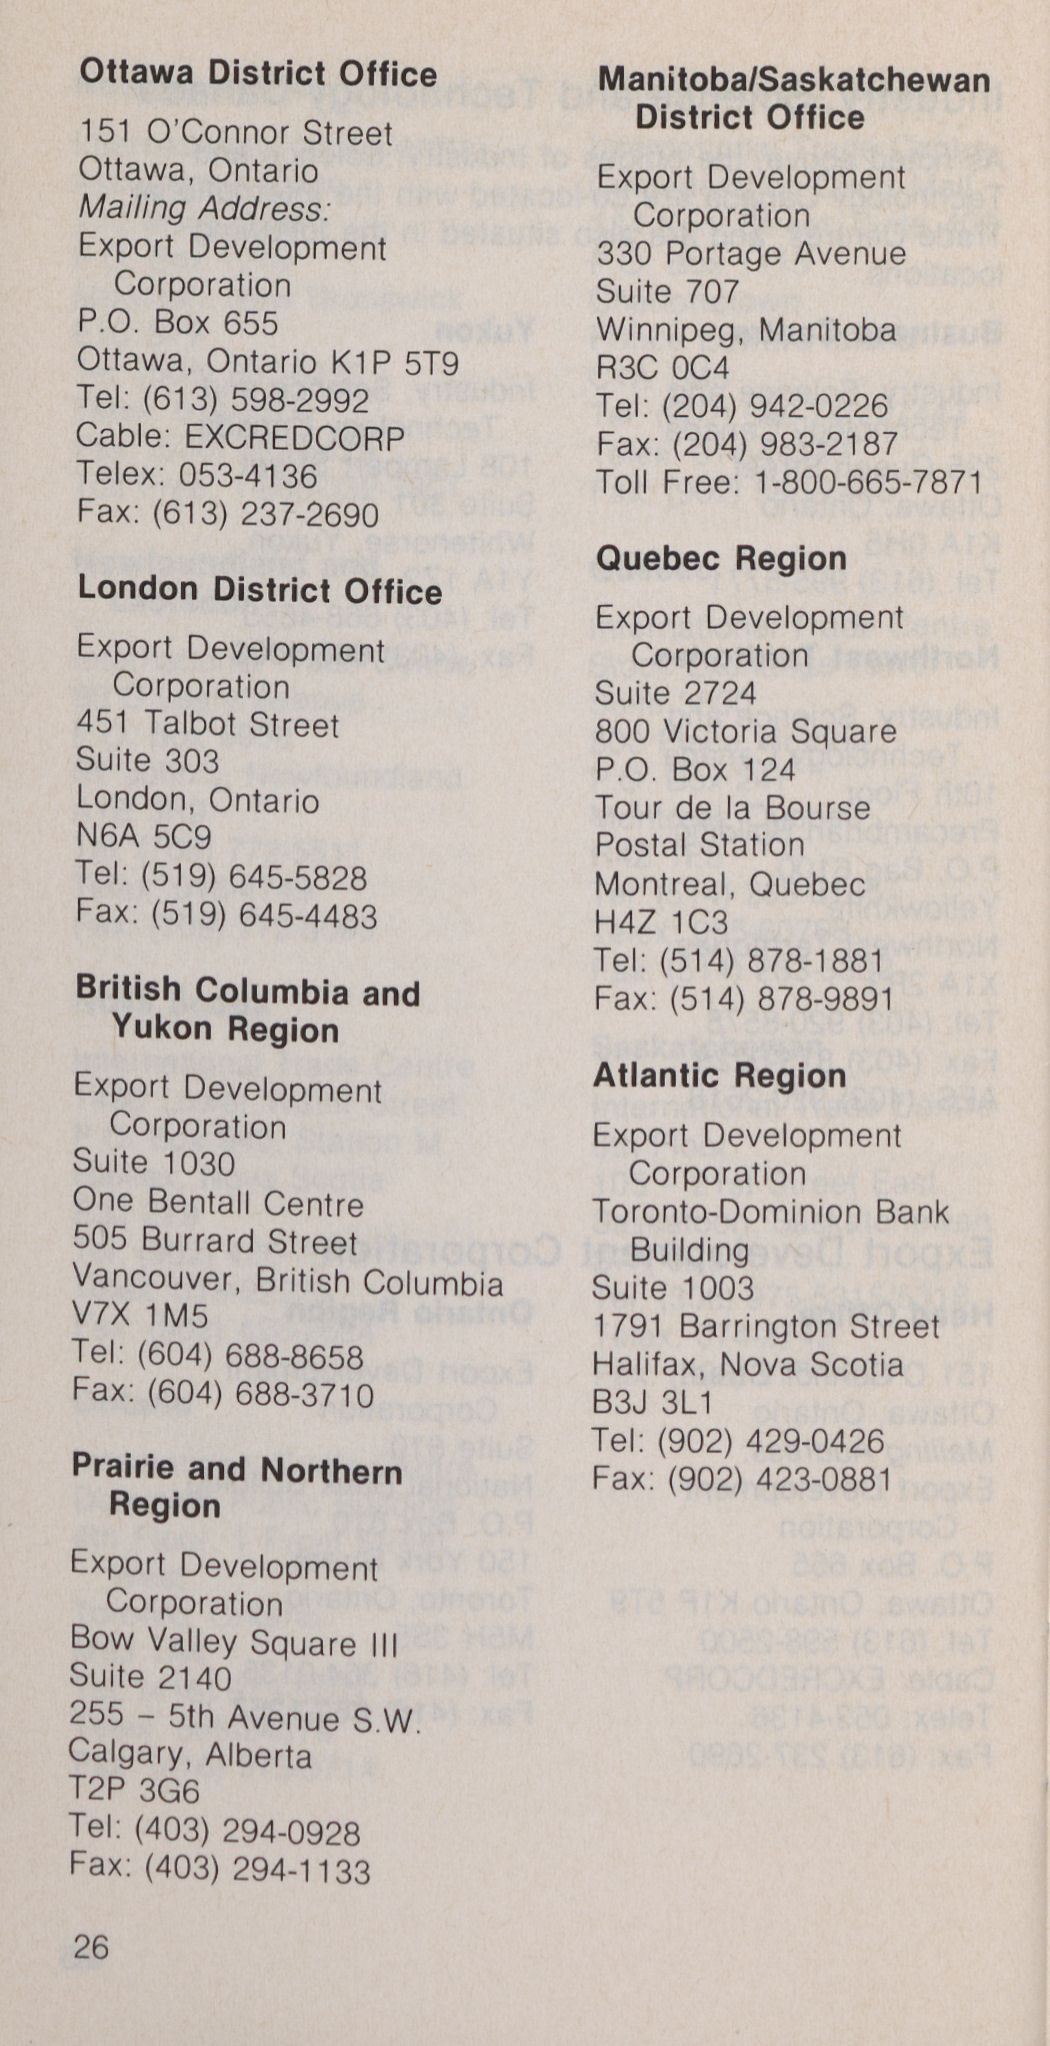 Ottawa District Office
151 O'Connor Street
Ottawa, Ontario
Mailing Address:
Export Development
Corporation
P.O. Box 655
Ottawa, Ontario K1P 5T9
Tel: (613) 598-2992
Cable: EXCREDCORP
Telex: 053-4136
Fax: (613) 237-2690
London District Office
Export Development
Corporation
451 Talbot Street
Suite 303
London, Ontario
N6A 5C9
Tel: (519) 645-5828
Fax: (519) 645-4483
British Columbia and
Yukon Region
Export Development
Corporation
Suite 1030
One Bentall Centre
505 Burrard Street
Vancouver, British Columbia
V7X 1M5
Tel: (604) 688-8658
Fax: (604) 688-3710
Prairie and Northern
Region
Export Development
Corporation
Bow Valley Square III
Suite 2140
255 – 5th Avenue S.W.
Calgary, Alberta
T2P 3G6
Tel: (403) 294-0928
Fax: (403) 294-1133
Manitoba/Saskatchewan
District Office
Export Development
Corporation
330 Portage Avenue
Suite 707
Winnipeg, Manitoba
R3C 0C4
Tel: (204) 942-0226
Fax: (204) 983-2187
Toll Free: 1-800-665-7871
Quebec Region
Export Development
Corporation
Suite 2724
800 Victoria Square
P.O. Box 124
Tour de la Bourse
Postal Station
Montreal, Quebec
H4Z 1C3
Tel: (514) 878-1881
Fax: (514) 878-9891
Atlantic Region
Export Development
Corporation
Toronto-Dominion Bank
Building
Suite 1003
1791 Barrington Street
Halifax, Nova Scotia
B3J 3L1
Tel: (902) 429-0426
Fax: (902) 423-0881
26